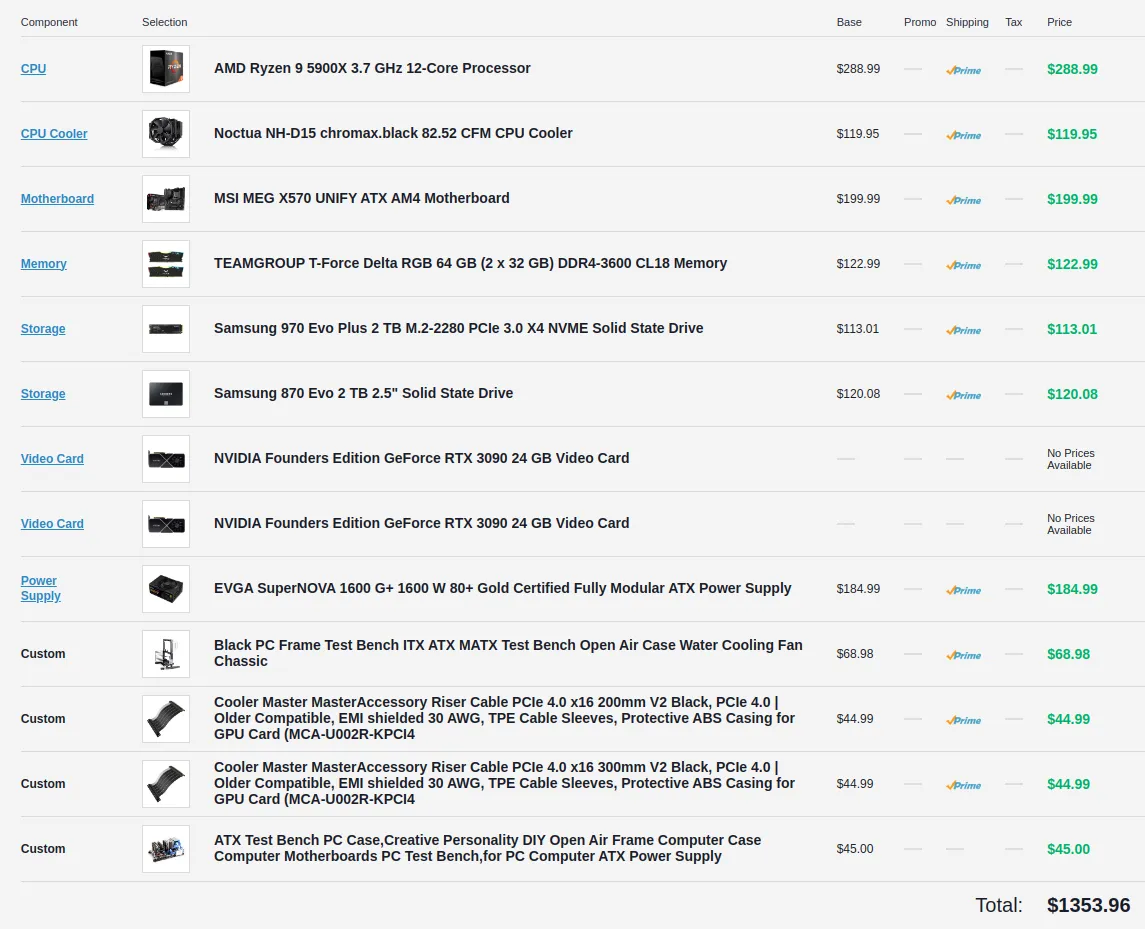 Component Selection Base Promo Shipping Tax Price
CPU AMD Ryzen 9 5900X 3.7 GHz 12-Core Processor $288.99 — Prime — $288.99
CPU Cooler Noctua NH-D15 chromax.black 82.52 CFM CPU Cooler $119.95 — Prime — $119.95
Motherboard MSI MEG X570 UNIFY ATX AM4 Motherboard $199.99 — Prime — $199.99
Memory TEAMGROUP T-Force Delta RGB 64 GB (2 x 32 GB) DDR4-3600 CL18 Memory $122.99 — Prime — $122.99
Storage Samsung 970 Evo Plus 2 TB M.2-2280 PCIe 3.0 X4 NVME Solid State Drive $113.01 — Prime — $113.01
Storage Samsung 870 Evo 2 TB 2.5" Solid State Drive $120.08 — Prime — $120.08
Video Card NVIDIA Founders Edition GeForce RTX 3090 24 GB Video Card — — — — No Prices
Available
Video Card NVIDIA Founders Edition GeForce RTX 3090 24 GB Video Card — — — — No Prices
Available
Power
Supply EVGA SuperNOVA 1600 G+ 1600 W 80+ Gold Certified Fully Modular ATX Power Supply $184.99 — Prime — $184.99
Custom Black PC Frame Test Bench ITX ATX MATX Test Bench Open Air Case Water Cooling Fan
Chassic $68.98 — Prime — $68.98
Custom Cooler Master MasterAccessory Riser Cable PCIe 4.0 x16 200mm V2 Black, PCIe 4.0 |
Older Compatible, EMI shielded 30 AWG, TPE Cable Sleeves, Protective ABS Casing for
GPU Card (MCA-U002R-KPCI4 $44.99 — Prime — $44.99
Custom Cooler Master MasterAccessory Riser Cable PCIe 4.0 x16 300mm V2 Black, PCIe 4.0 |
Older Compatible, EMI shielded 30 AWG, TPE Cable Sleeves, Protective ABS Casing for
GPU Card (MCA-U002R-KPCI4 $44.99 — Prime — $44.99
Custom ATX Test Bench PC Case,Creative Personality DIY Open Air Frame Computer Case
Computer Motherboards PC Test Bench,for PC Computer ATX Power Supply $45.00 — — — $45.00
Total: $1353.96